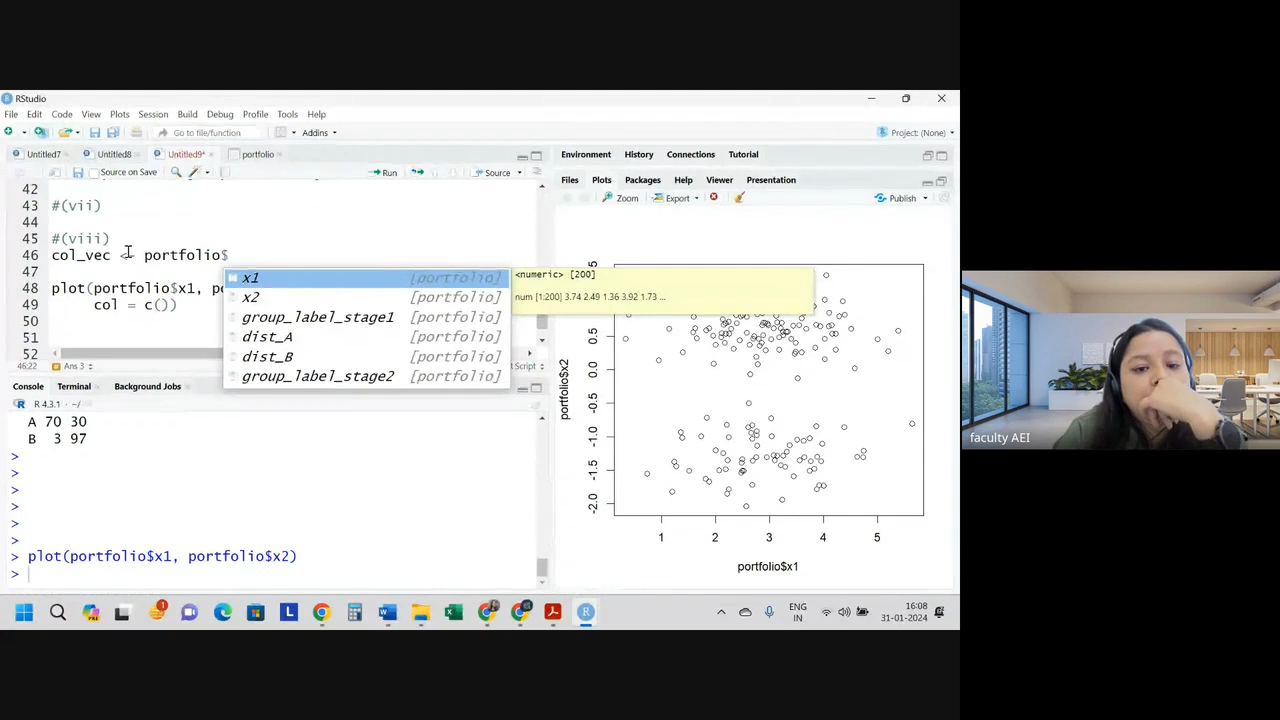 RStudio
File Edit Code View Plots Session Build Debug Profile Tools Help
Go to file/function
Addins
Project: (None)
Untitled7
Untitled8
Untitled9*
portfolio
Source on Save
Run
Source
42
43 #(vii)
44
45 #(viii)
46 col_vec <- portfolio$
47
48 plot(portfolio$x1, po
49 col = c())
50
51
52
x1 [portfolio]
x2 [portfolio]
group_label_stage1 [portfolio]
dist_A [portfolio]
dist_B [portfolio]
group_label_stage2 [portfolio]
<numeric> [200]
num [1:200] 3.74 2.49 1.36 3.92 1.73 ...
46:22
Ans 3
Script
Console
Terminal
Background Jobs
R 4.3.1 · ~/
A 70 30
B 3 97
>
>
>
>
>
>
> plot(portfolio$x1, portfolio$x2)
>
Environment
History
Connections
Tutorial
Files
Plots
Packages
Help
Viewer
Presentation
Zoom
Export
Publish
portfolio$x2
0.5
0.0
-0.5
-1.0
-1.5
-2.0
1 2 3 4 5
portfolio$x1
faculty AEI
1
PRE
ENG
IN
16:08
31-01-2024